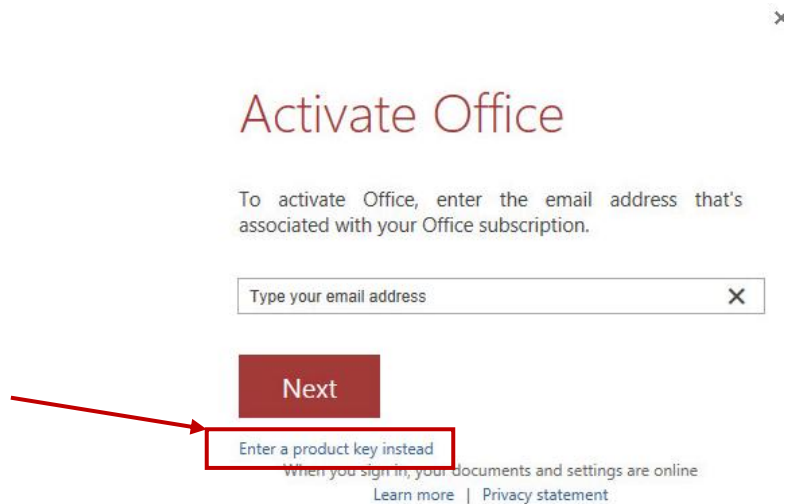 Activate Office
To activate Office, enter the email address that's
associated with your Office subscription.
Type your email address
Next
Enter a product key instead
When you sign in, your documents and settings are online
Learn more | Privacy statement